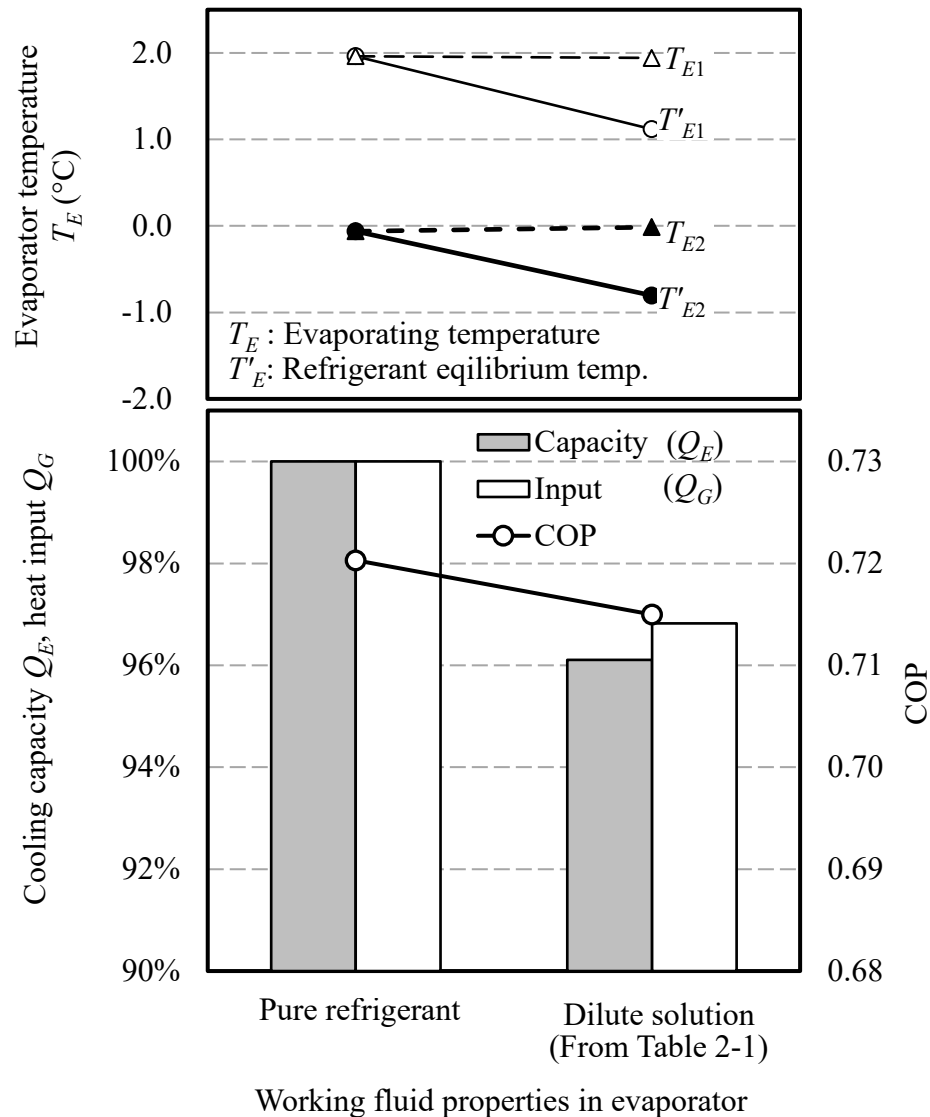 Evaporator temperature
T_E (°C)
2.0
1.0
0.0
-1.0
-2.0
T_E1
T′_E1
T_E2
T′_E2
T_E : Evaporating temperature
T′_E: Refrigerant eqilibrium temp.
Cooling capacity Q_E, heat input Q_G
100%
98%
96%
94%
92%
90%
Capacity (Q_E)
Input (Q_G)
COP
0.73
0.72
0.71
0.70
0.69
0.68
COP
Pure refrigerant
Dilute solution
(From Table 2-1)
Working fluid properties in evaporator